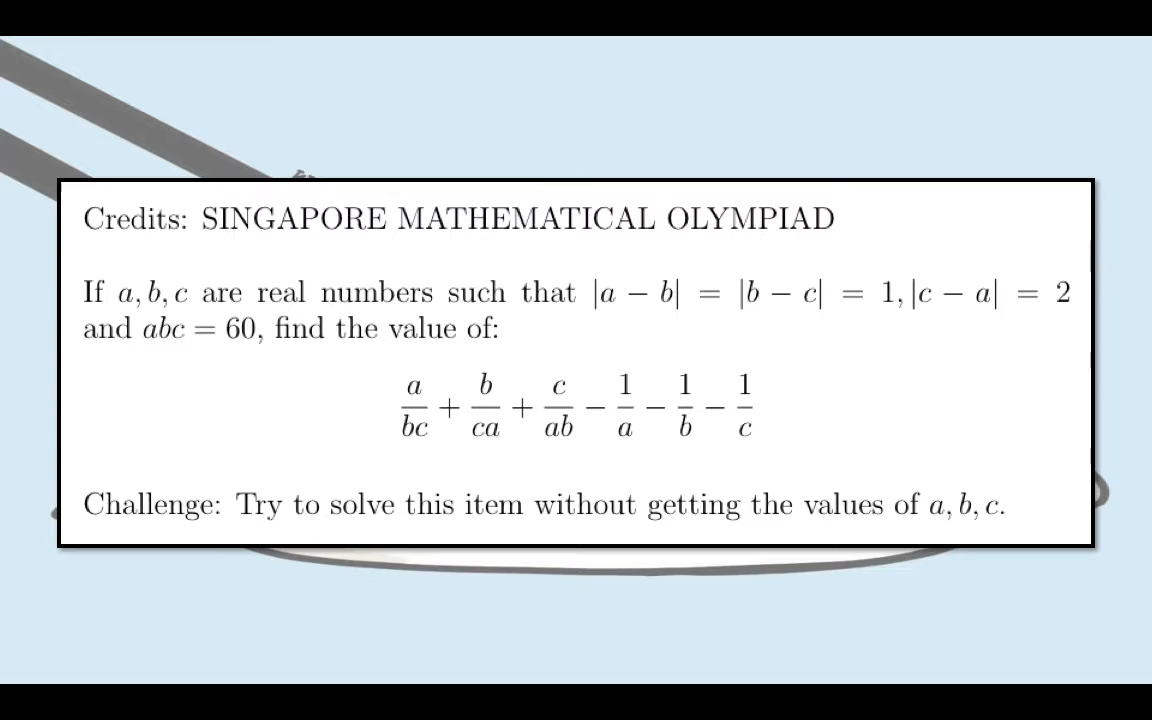 Credits: SINGAPORE MATHEMATICAL OLYMPIAD
If a, b, c are real numbers such that |a − b| = |b − c| = 1, |c − a| = 2
and abc = 60, find the value of:
a/bc + b/ca + c/ab − 1/a − 1/b − 1/c
Challenge: Try to solve this item without getting the values of a, b, c.